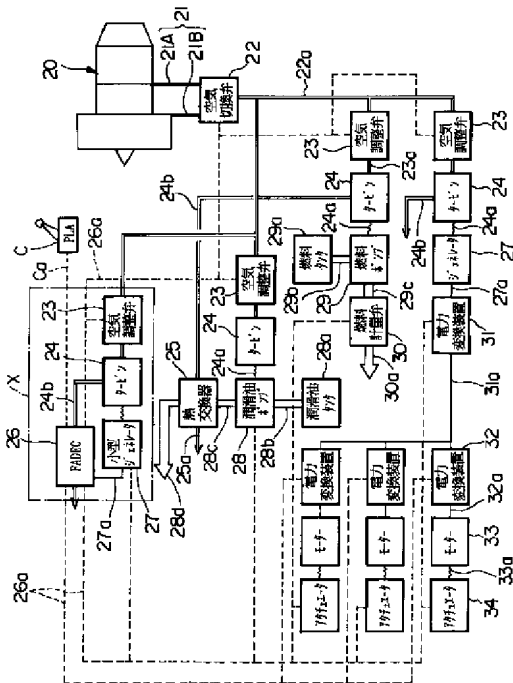 20
21
21A
21B
22
空気
切換弁
22a
23
空気
調整弁
23
空気
調整弁
23a
24
タービン
24
タービン
24a
24a
24b
24b
27
ジェネレータ
27a
31
電力
変換装置
31a
29a
燃料
タンク
29b
29
燃料
ポンプ
29c
30
燃料
計量弁
30a
C
PLA
Ca
26a
X
23
空気
調整弁
24
タービン
24b
26
FADEC
小型
ジェネレータ
27
27a
26a
23
空気
調整弁
24
タービン
24a
25
熱
交換器
25a
28
潤滑油
ポンプ
28a
潤滑油
タンク
28b
28c
28d
32
電力
変換装置
電力
変換装置
電力
変換装置
32a
33
モーター
モーター
モーター
33a
34
アクチュエータ
アクチュエータ
アクチュエータ